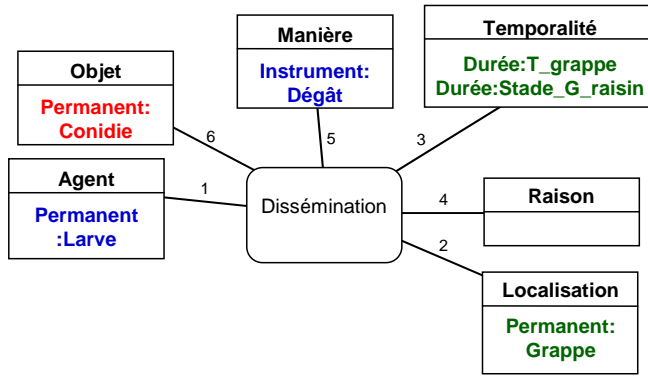 Manière
Instrument:
Dégât
Temporalité
Durée:T_grappe
Durée:Stade_G_raisin
Objet
Permanent:
Conidie
6
5
3
Agent
Permanent
:Larve
1
Dissémination
4
Raison
2
Localisation
Permanent:
Grappe